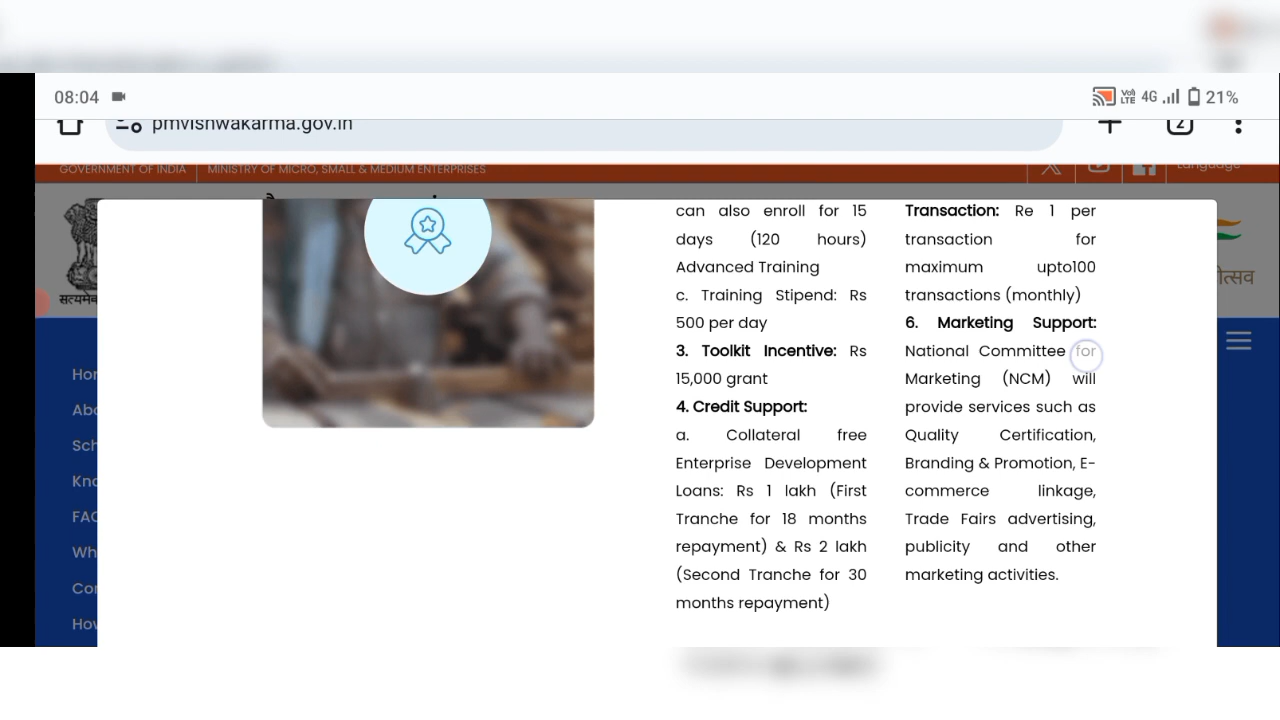 08:04
4G
21%
pmvishwakarma.gov.in
2
GOVERNMENT OF INDIA
MINISTRY OF MICRO, SMALL & MEDIUM ENTERPRISES
Language
can also enroll for 15
days (120 hours)
Advanced Training
c. Training Stipend: Rs
500 per day
3. Toolkit Incentive: Rs
15,000 grant
4. Credit Support:
a. Collateral free
Enterprise Development
Loans: Rs 1 lakh (First
Tranche for 18 months
repayment) & Rs 2 lakh
(Second Tranche for 30
months repayment)
Transaction: Re 1 per
transaction for
maximum upto100
transactions (monthly)
6. Marketing Support:
National Committee for
Marketing (NCM) will
provide services such as
Quality Certification,
Branding & Promotion, E-
commerce linkage,
Trade Fairs advertising,
publicity and other
marketing activities.